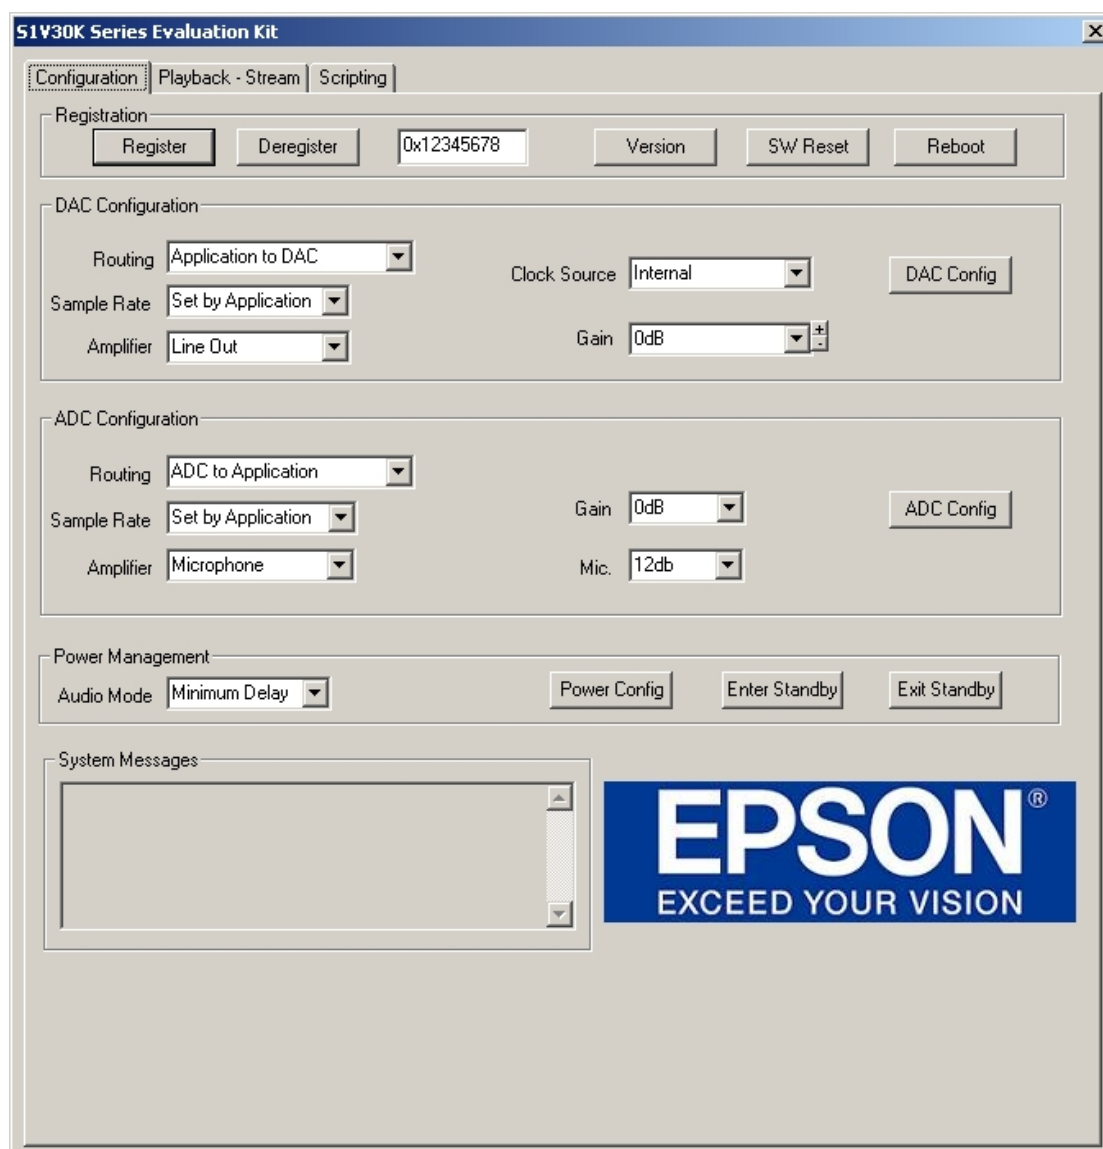 S1V30K Series Evaluation Kit
Configuration Playback - Stream Scripting
Registration
Register Deregister 0x12345678 Version SW Reset Reboot
DAC Configuration
Routing Application to DAC
Clock Source Internal DAC Config
Sample Rate Set by Application
Gain 0dB + -
Amplifier Line Out
ADC Configuration
Routing ADC to Application
Gain 0dB ADC Config
Sample Rate Set by Application
Amplifier Microphone Mic. 12db
Power Management
Audio Mode Minimum Delay Power Config Enter Standby Exit Standby
System Messages
EPSON®
EXCEED YOUR VISION